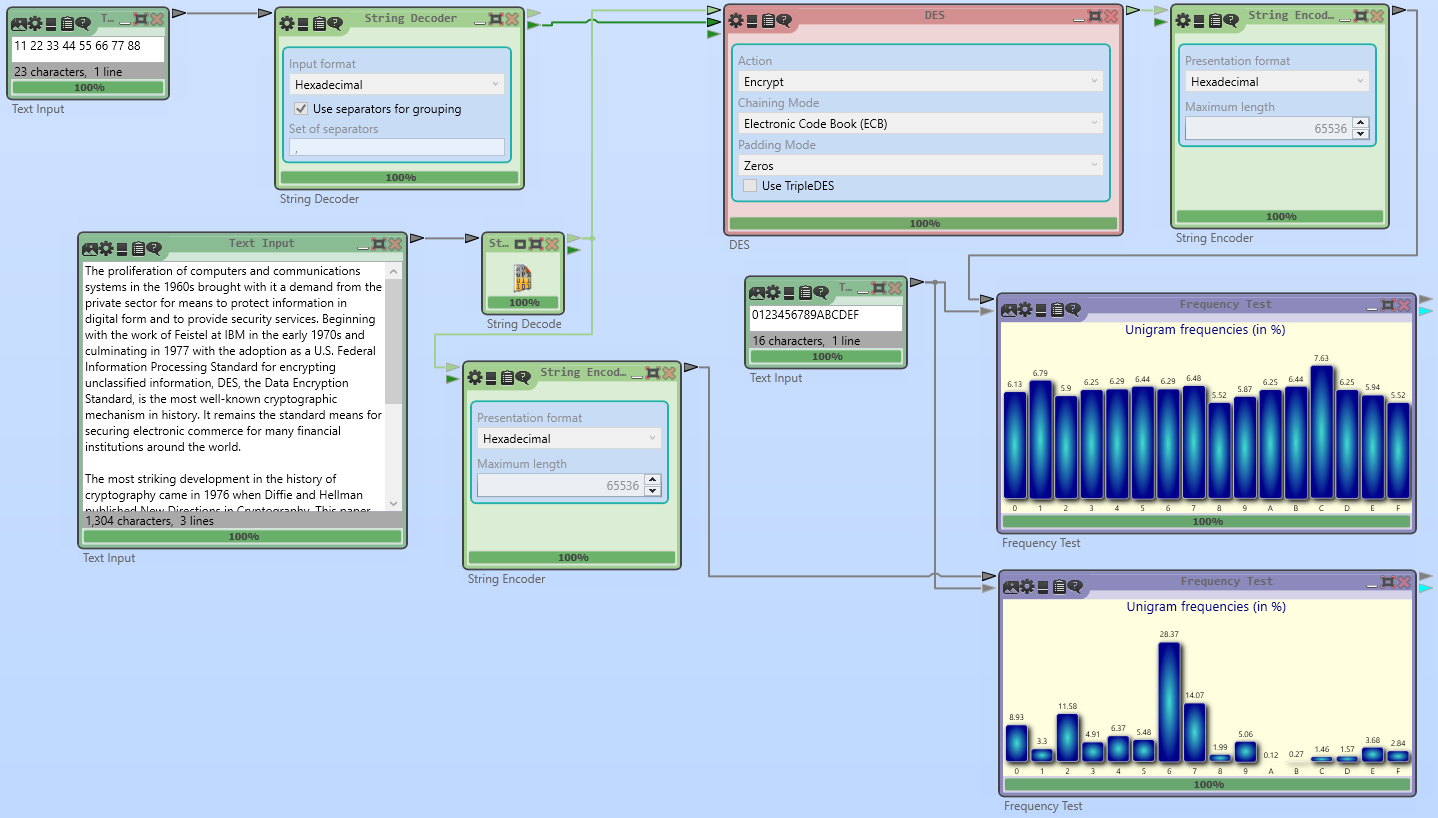 T...
11 22 33 44 55 66 77 88
23 characters,  1 line
100%
Text Input
String Decoder
Input format
Hexadecimal
Use separators for grouping
Set of separators
,
100%
String Decoder
DES
Action
Encrypt
Chaining Mode
Electronic Code Book (ECB)
Padding Mode
Zeros
Use TripleDES
100%
DES
String Encod...
Presentation format
Hexadecimal
Maximum length
65536
100%
String Encoder
Text Input
The proliferation of computers and communications
systems in the 1960s brought with it a demand from the
private sector for means to protect information in
digital form and to provide security services. Beginning
with the work of Feistel at IBM in the early 1970s and
culminating in 1977 with the adoption as a U.S. Federal
Information Processing Standard for encrypting
unclassified information, DES, the Data Encryption
Standard, is the most well-known cryptographic
mechanism in history. It remains the standard means for
securing electronic commerce for many financial
institutions around the world.
The most striking development in the history of
cryptography came in 1976 when Diffie and Hellman
published New Directions in Cryptography. This paper
1,304 characters,  3 lines
100%
Text Input
St...
100%
String Decode
String Encod...
Presentation format
Hexadecimal
Maximum length
65536
100%
String Encoder
T...
0123456789ABCDEF
16 characters,  1 line
100%
Text Input
Frequency Test
Unigram frequencies (in %)
6.13 6.79 5.9 6.25 6.29 6.44 6.29 6.48 5.52 5.87 6.25 6.44 7.63 6.25 5.94 5.52
0 1 2 3 4 5 6 7 8 9 A B C D E F
100%
Frequency Test
Frequency Test
Unigram frequencies (in %)
8.93 3.3 11.58 4.91 6.37 5.48 28.37 14.07 1.99 5.06 0.12 0.27 1.46 1.57 3.68 2.84
0 1 2 3 4 5 6 7 8 9 A B C D E F
100%
Frequency Test